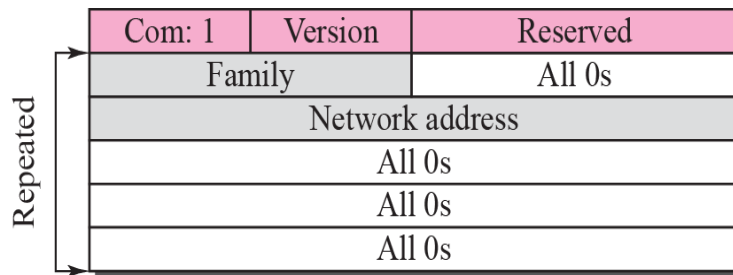 Com: 1 Version Reserved
Family All 0s
Network address
All 0s
All 0s
All 0s
Repeated